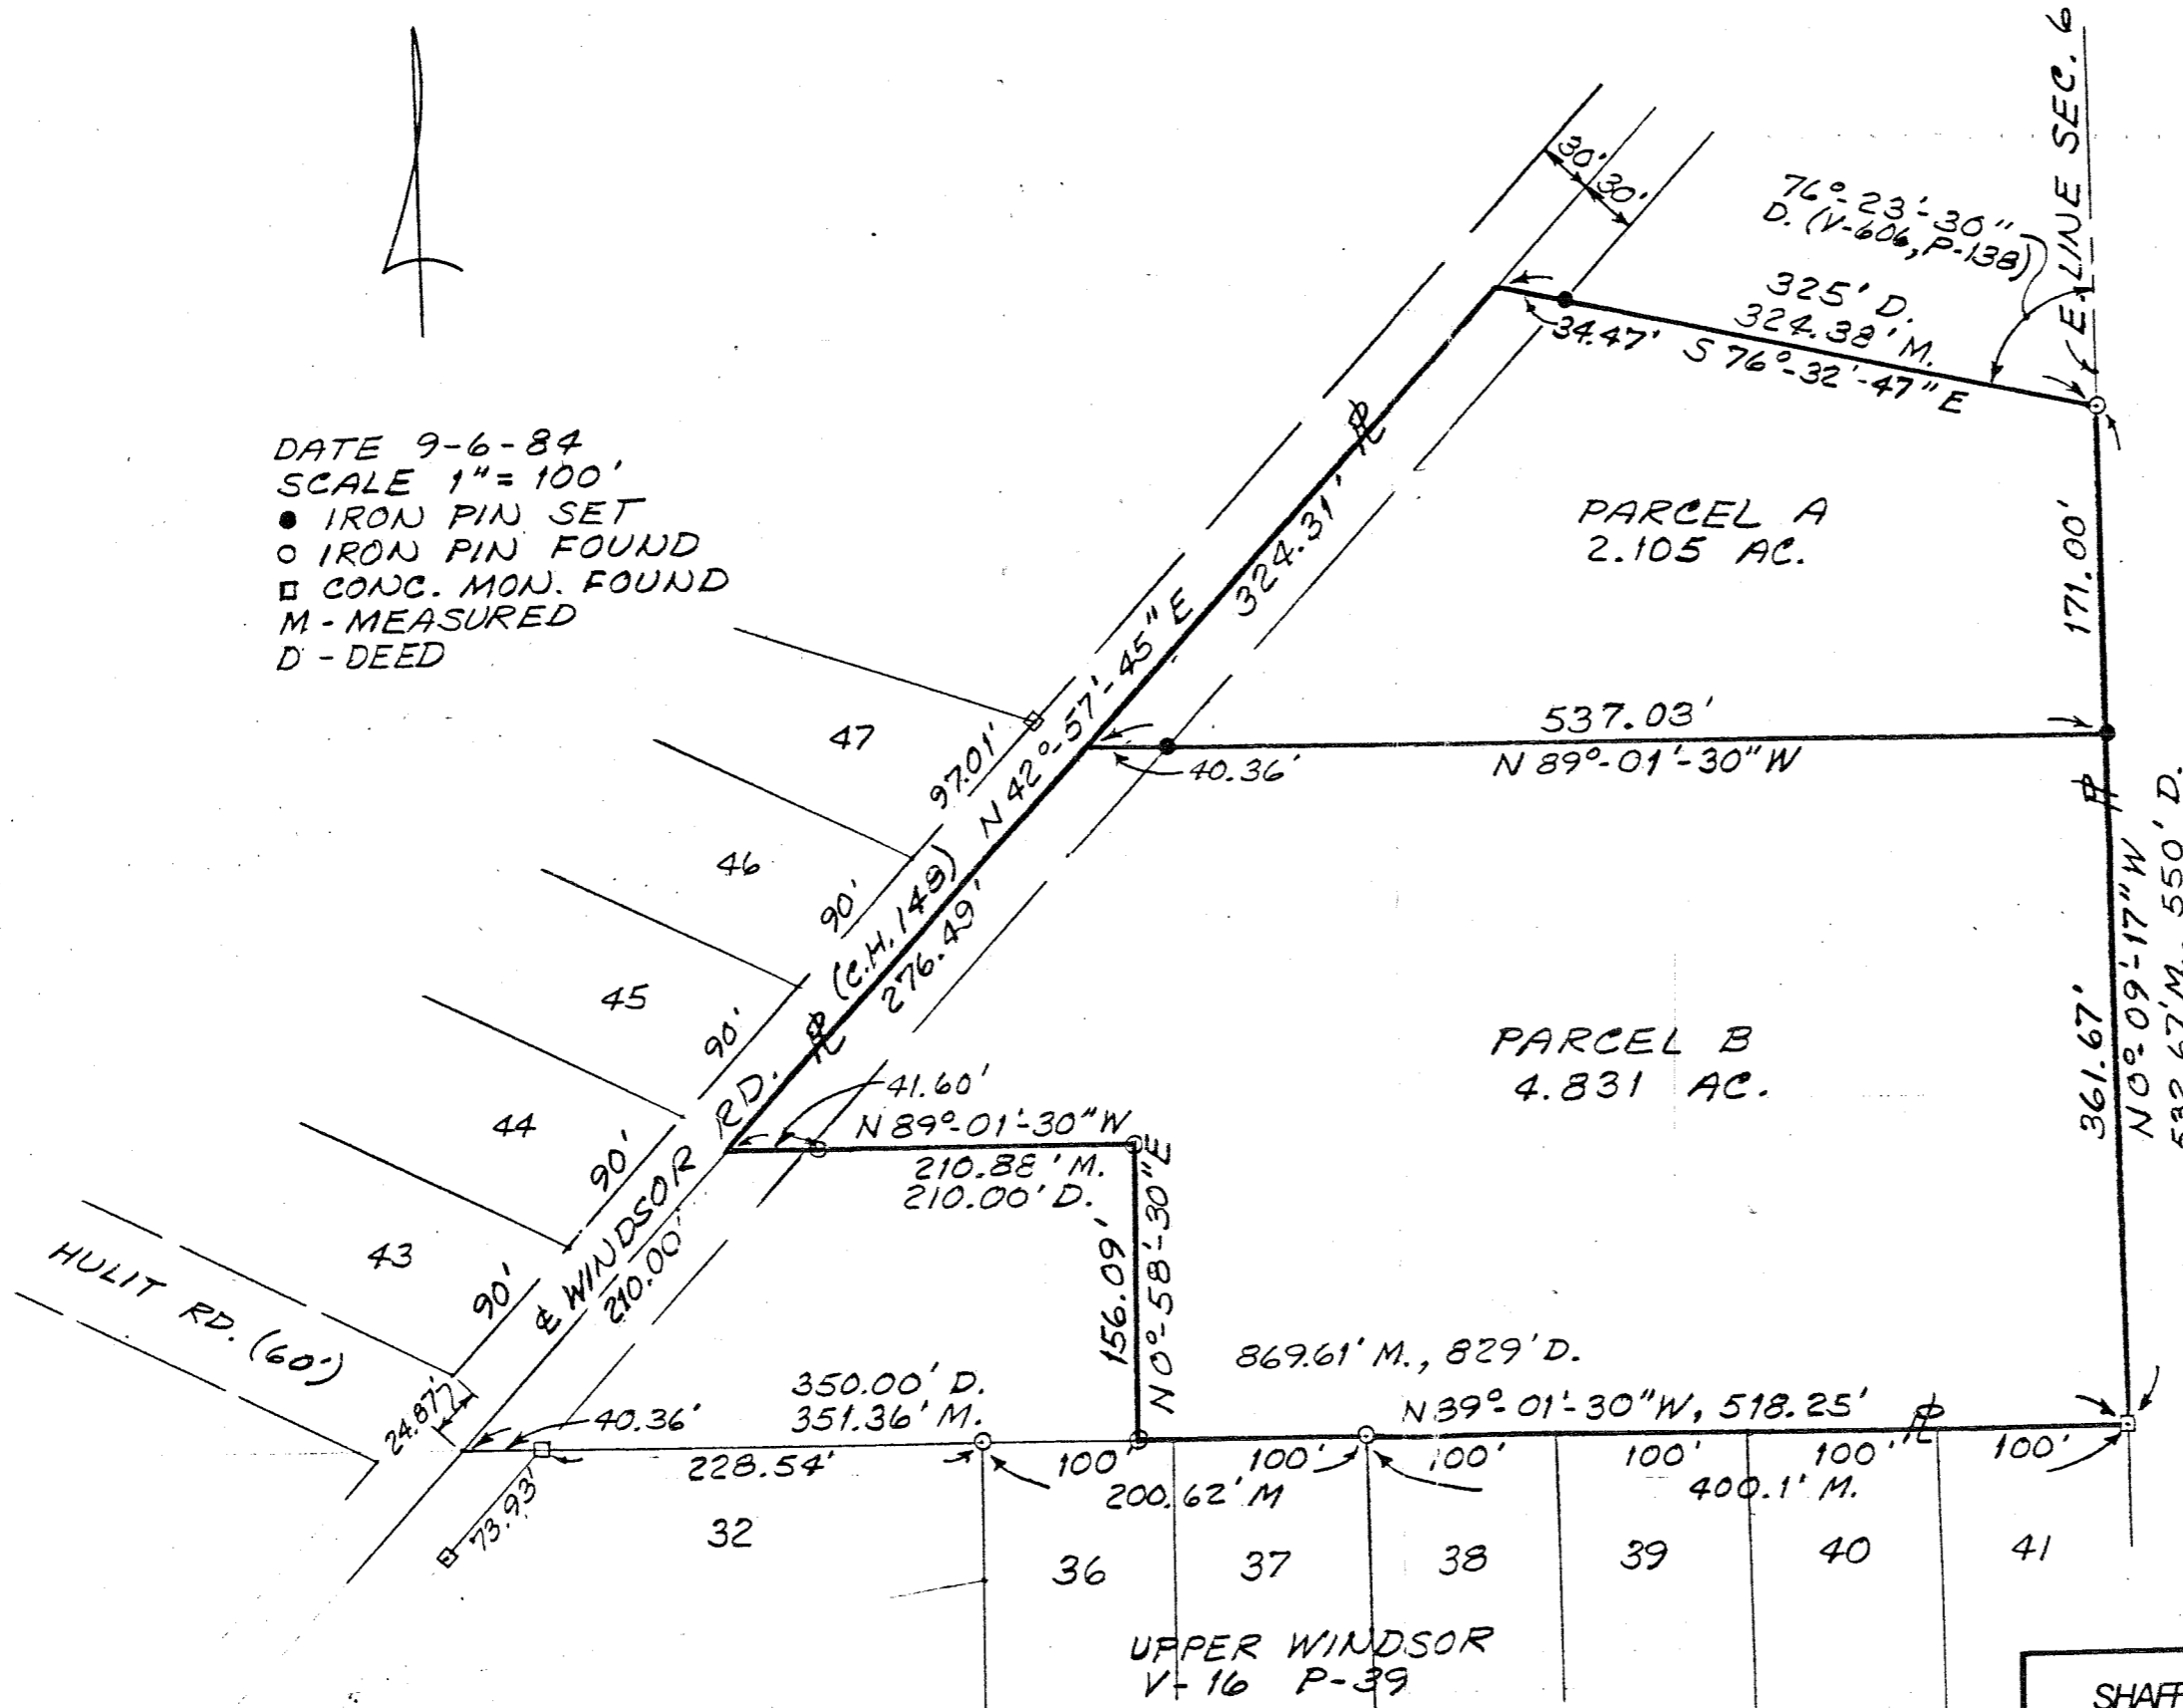 E-LINE SEC. 6
30'
30'
76°-23'-30"
D. (V-606, P-138)
325' D.
324.38' M.
34.47' S 76°-32'-47" E
DATE 9-6-84
SCALE 1" = 100'
IRON PIN SET
IRON PIN FOUND
CONC. MON. FOUND
M - MEASURED
D - DEED
PARCEL A
2.105 AC.
171.00'
324.31'
N 42°-57'-45" E
537.03'
N 89°-01'-30" W
40.36'
47
97.01'
46
90'
(C.H. 148)
276.49'
45
90'
PARCEL B
4.831 AC.
361.67'
N 0°-09'-17" W
532.67' M., 550' D.
44
90'
41.60'
N 89°-01'-30" W
210.88' M.
210.00' D.
43
90'
℄ WINDSOR RD.
210.00'
156.09'
N 0°-58'-30" E
HULIT RD. (60')
24.87'
869.61' M., 829' D.
350.00' D.
351.36' M.
40.36'
N 39°-01'-30" W, 518.25'
228.54'
100'
100'
100'
100'
100'
100'
200.62' M
400.1' M.
73.93'
32
36
37
38
39
40
41
UPPER WINDSOR
V-16 P-39